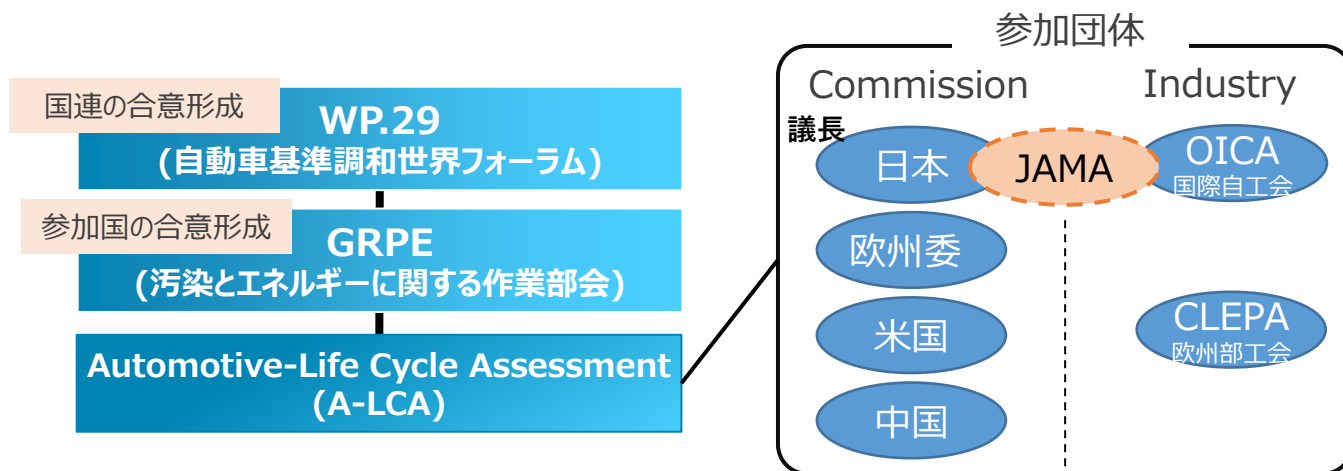 国連の合意形成
WP.29
(自動車基準調和世界フォーラム)
参加国の合意形成
GRPE
(汚染とエネルギーに関する作業部会)
Automotive-Life Cycle Assessment
(A-LCA)
参加団体
Commission
Industry
議長
日本
JAMA
OICA
国際自工会
欧州委
米国
CLEPA
欧州部工会
中国